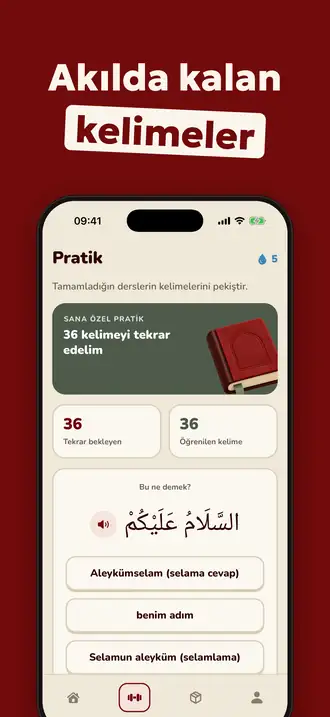 Akılda kalan
kelimeler
09:41
Pratik
5
Tamamladığın derslerin kelimelerini pekiştir.
SANA ÖZEL PRATİK
36 kelimeyi tekrar
edelim
36
Tekrar bekleyen
36
Öğrenilen kelime
Bu ne demek?
السَّلَامُ عَلَيْكُمْ
Aleykümselam (selama cevap)
benim adım
Selamun aleyküm (selamlama)